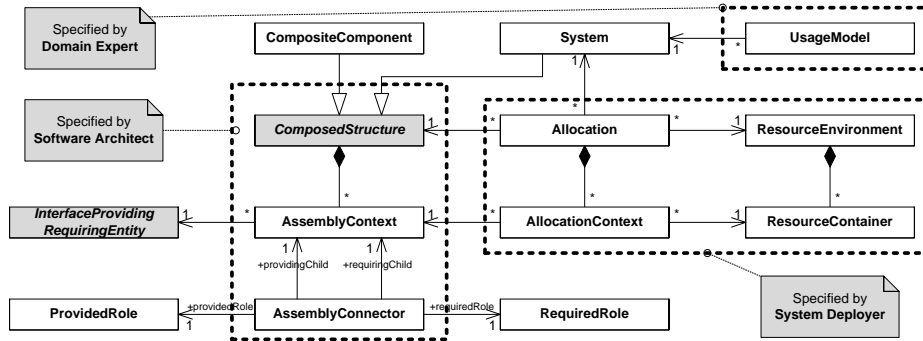 Specified by
Domain Expert
CompositeComponent
System
UsageModel
1
1
*
Specified by
Software Architect
*
ComposedStructure
1
*
Allocation
*
1
ResourceEnvironment
*
*
*
InterfaceProviding
RequiringEntity
1
*
AssemblyContext
1
*
AllocationContext
*
1
ResourceContainer
1
1
+providingChild
+requiringChild
Specified by
System Deployer
ProvidedRole
+providedRole
1
AssemblyConnector
+requiredRole
1
RequiredRole